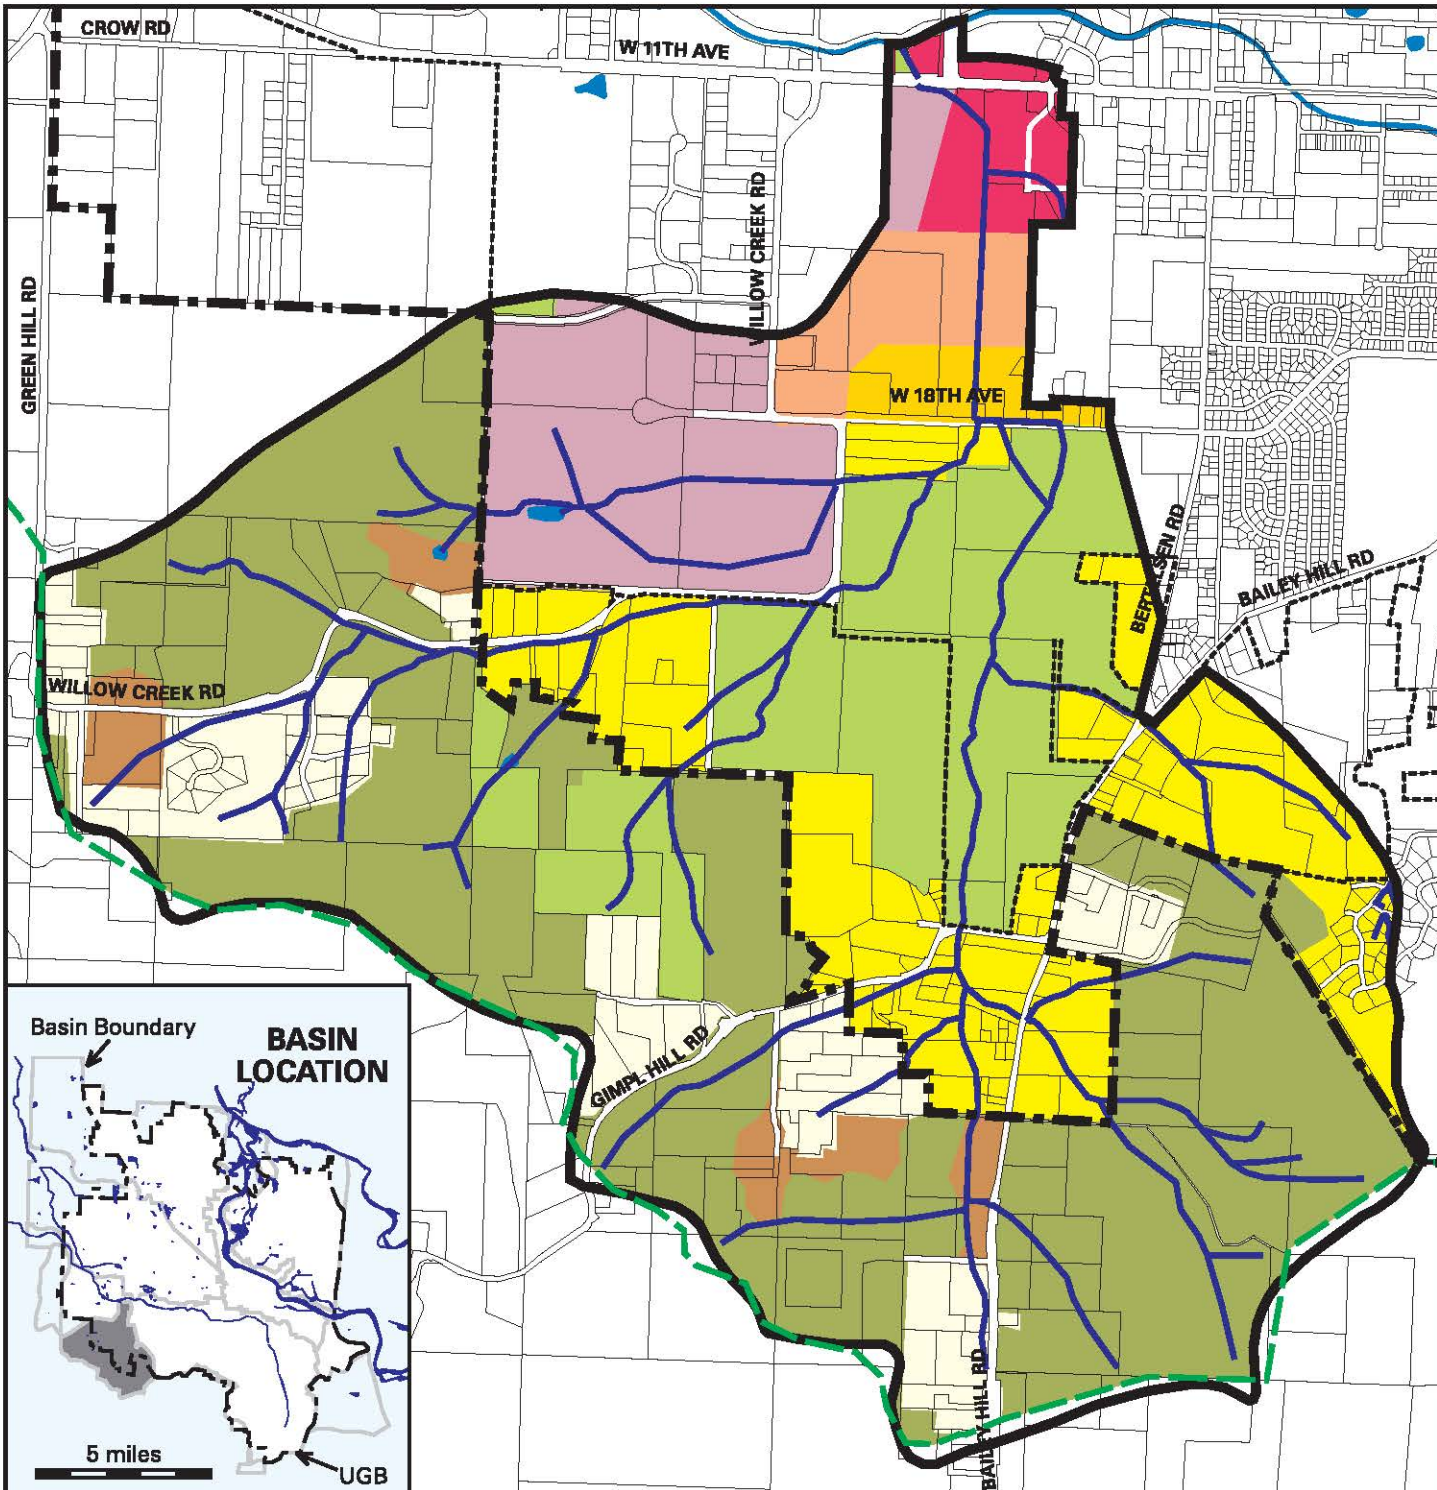 CROW RD
W 11TH AVE
WILLOW CREEK RD
GREEN HILL RD
W 18TH AVE
BERTELSEN RD
BAILEY HILL RD
WILLOW CREEK RD
GIMPL HILL RD
BAILEY HILL RD
Basin Boundary
BASIN
LOCATION
5 miles
UGB